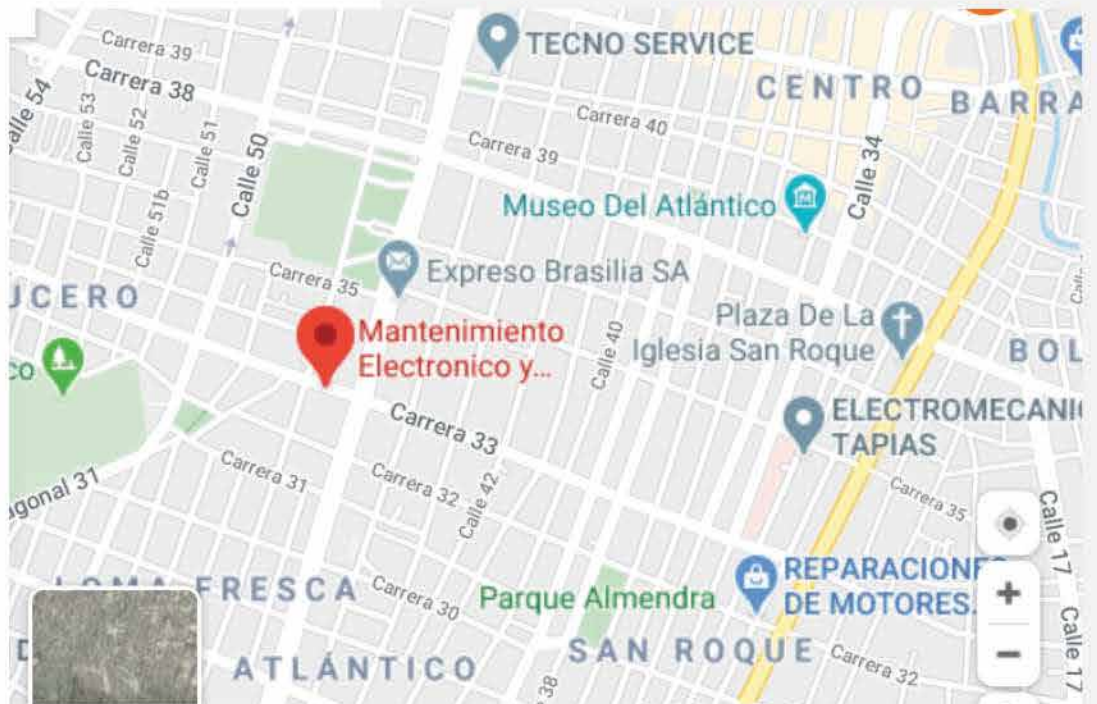 TECNO SERVICE
Carrera 39
Carrera 38
CENTRO
BARRA
Calle 54
Calle 53
Calle 52
Calle 51
Calle 50
Carrera 40
Carrera 39
Calle 34
Calle 51b
Museo Del Atlántico
Carrera 35
Expreso Brasilia SA
UCERO
Mantenimiento
Electronico y...
Calle 40
Plaza De La
Iglesia San Roque
BOL
co
Carrera 33
ELECTROMECANI
TAPIAS
Carrera 31
Carrera 32
Calle 42
Carrera 35
agonal 31
Calle 17
LOMA FRESCA
Carrera 30
Parque Almendra
REPARACIONE
DE MOTORES.
+
−
Calle 17
ATLÁNTICO
SAN ROQUE
Carrera 32
38